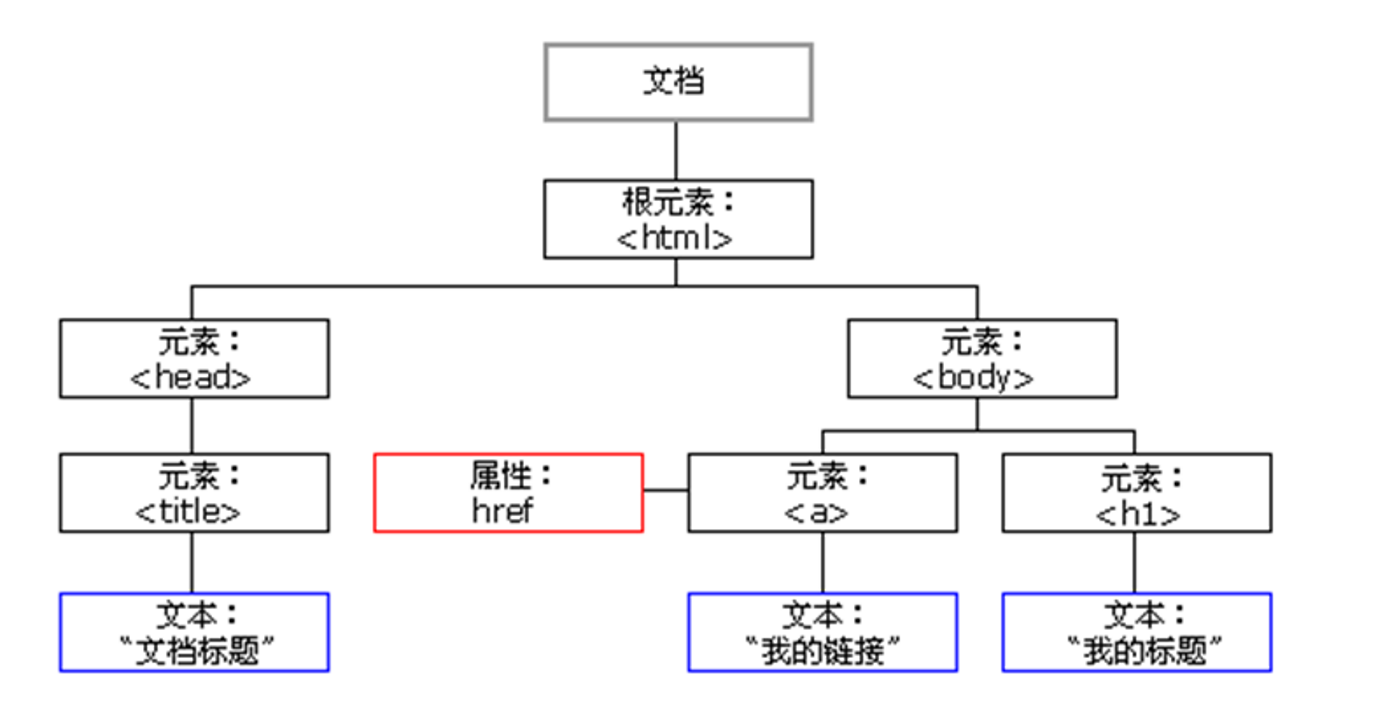 文档
根元素：
<html>
元素：
<head>
元素：
<body>
元素：
<title>
属性：
href
元素：
<a>
元素：
<h1>
文本：
“文档标题”
文本：
“我的链接”
文本：
“我的标题”